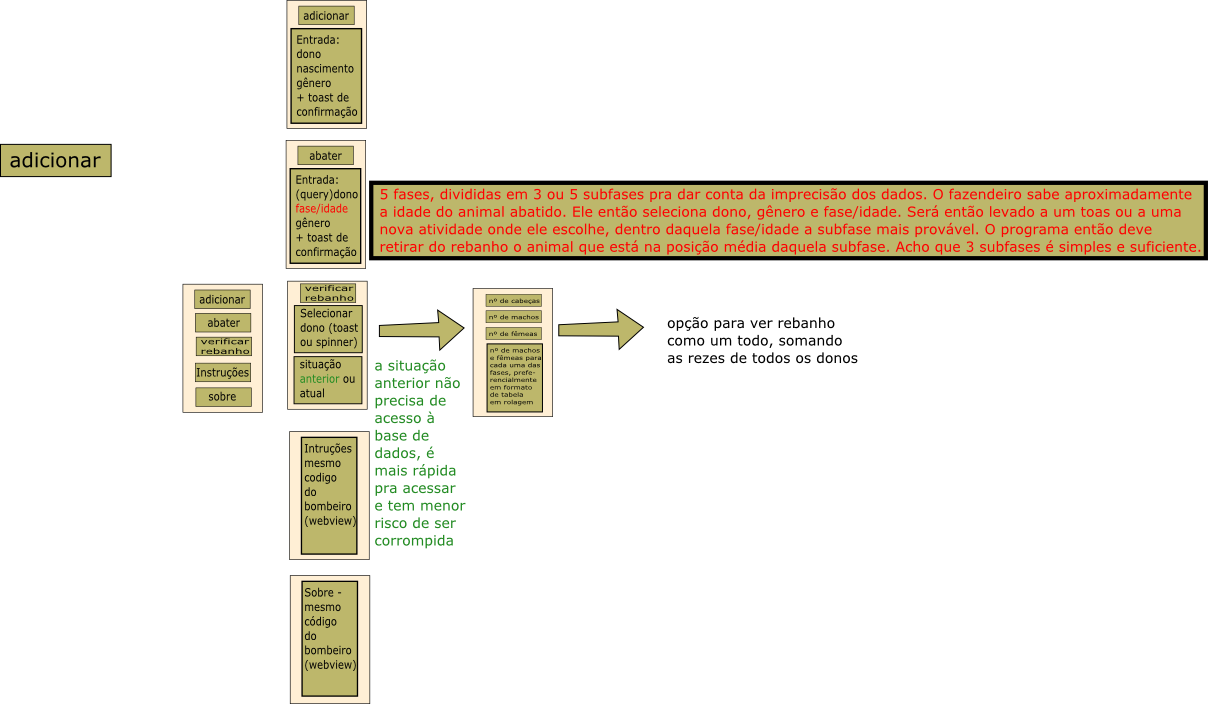 adicionar
Entrada:
dono
nascimento
gênero
+ toast de
confirmação
adicionar
abater
Entrada:
(query)dono
fase/idade
gênero
+ toast de
confirmação
5 fases, divididas em 3 ou 5 subfases pra dar conta da imprecisão dos dados. O fazendeiro sabe aproximadamente
a idade do animal abatido. Ele então seleciona dono, gênero e fase/idade. Será então levado a um toas ou a uma
nova atividade onde ele escolhe, dentro daquela fase/idade a subfase mais provável. O programa então deve
retirar do rebanho o animal que está na posição média daquela subfase. Acho que 3 subfases é simples e suficiente.
adicionar
abater
verificar
rebanho
Instruções
sobre
verificar
rebanho
Selecionar
dono (toast
ou spinner)
situação
anterior ou
atual
a situação
anterior não
precisa de
acesso à
base de
dados, é
mais rápida
pra acessar
e tem menor
risco de ser
corrompida
nº de cabeças
nº de machos
nº de fêmeas
nº de machos
e fêmeas para
cada uma das
fases, prefe-
rencialmente
em formato
de tabela
em rolagem
opção para ver rebanho
como um todo, somando
as rezes de todos os donos
Intruções
mesmo
codigo
do
bombeiro
(webview)
Sobre -
mesmo
código
do
bombeiro
(webview)